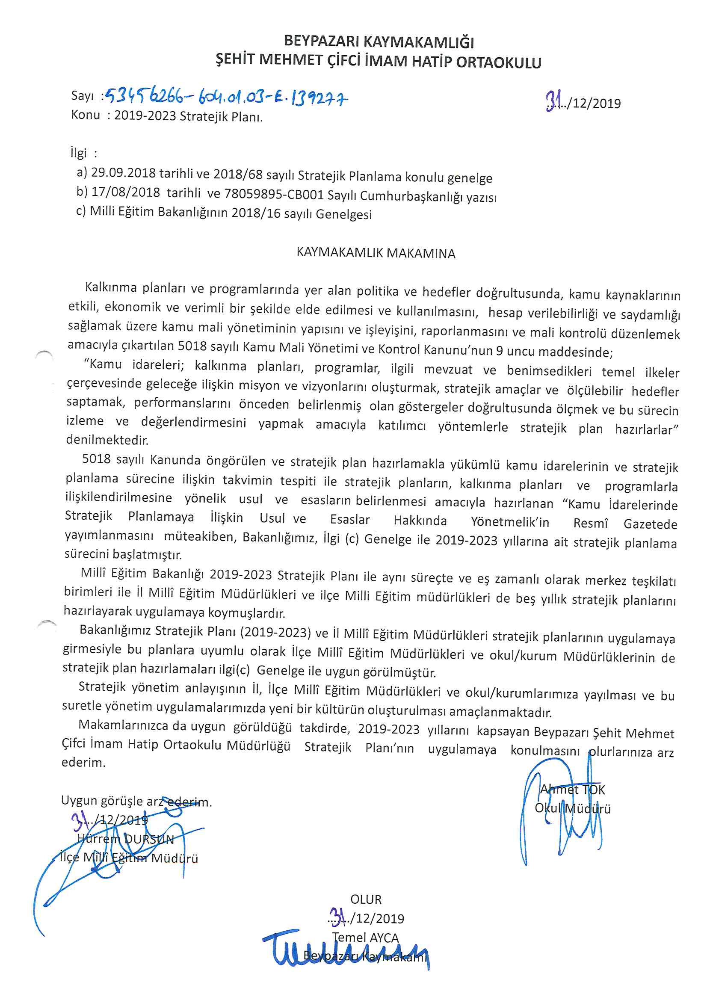 BEYPAZARI KAYMAKAMLIĞI
ŞEHİT MEHMET ÇİFCİ İMAM HATİP ORTAOKULU
Sayı : 53456266-604.01.03-E.139277
31/12/2019
Konu : 2019-2023 Stratejik Planı.
İlgi :
a) 29.09.2018 tarihli ve 2018/68 sayılı Stratejik Planlama konulu genelge
b) 17/08/2018 tarihli ve 78059895-CB001 Sayılı Cumhurbaşkanlığı yazısı
c) Milli Eğitim Bakanlığının 2018/16 sayılı Genelgesi
KAYMAKAMLIK MAKAMINA
Kalkınma planları ve programlarında yer alan politika ve hedefler doğrultusunda, kamu kaynaklarının
etkili, ekonomik ve verimli bir şekilde elde edilmesi ve kullanılmasını, hesap verilebilirliği ve saydamlığı
sağlamak üzere kamu mali yönetiminin yapısını ve işleyişini, raporlanmasını ve mali kontrolü düzenlemek
amacıyla çıkartılan 5018 sayılı Kamu Mali Yönetimi ve Kontrol Kanunu’nun 9 uncu maddesinde;
“Kamu idareleri; kalkınma planları, programlar, ilgili mevzuat ve benimsedikleri temel ilkeler
çerçevesinde geleceğe ilişkin misyon ve vizyonlarını oluşturmak, stratejik amaçlar ve ölçülebilir hedefler
saptamak, performanslarını önceden belirlenmiş olan göstergeler doğrultusunda ölçmek ve bu sürecin
izleme ve değerlendirmesini yapmak amacıyla katılımcı yöntemlerle stratejik plan hazırlarlar”
denilmektedir.
5018 sayılı Kanunda öngörülen ve stratejik plan hazırlamakla yükümlü kamu idarelerinin ve stratejik
planlama sürecine ilişkin takvimin tespiti ile stratejik planların, kalkınma planları ve programlarla
ilişkilendirilmesine yönelik usul ve esasların belirlenmesi amacıyla hazırlanan “Kamu İdarelerinde
Stratejik Planlamaya İlişkin Usul ve Esaslar Hakkında Yönetmelik’in Resmî Gazetede
yayımlanmasını müteakiben, Bakanlığımız, İlgi (c) Genelge ile 2019-2023 yıllarına ait stratejik planlama
sürecini başlatmıştır.
Millî Eğitim Bakanlığı 2019-2023 Stratejik Planı ile aynı süreçte ve eş zamanlı olarak merkez teşkilatı
birimleri ile İl Millî Eğitim Müdürlükleri ve ilçe Milli Eğitim müdürlükleri de beş yıllık stratejik planlarını
hazırlayarak uygulamaya koymuşlardır.
Bakanlığımız Stratejik Planı (2019-2023) ve İl Millî Eğitim Müdürlükleri stratejik planlarının uygulamaya
girmesiyle bu planlara uyumlu olarak İlçe Millî Eğitim Müdürlükleri ve okul/kurum Müdürlüklerinin de
stratejik plan hazırlamaları ilgi(c) Genelge ile uygun görülmüştür.
Stratejik yönetim anlayışının İl, İlçe Millî Eğitim Müdürlükleri ve okul/kurumlarımıza yayılması ve bu
suretle yönetim uygulamalarımızda yeni bir kültürün oluşturulması amaçlanmaktadır.
Makamlarınızca da uygun görüldüğü takdirde, 2019-2023 yıllarını kapsayan Beypazarı Şehit Mehmet
Çifci İmam Hatip Ortaokulu Müdürlüğü Stratejik Planı’nın uygulamaya konulmasını olurlarınıza arz
ederim.
Ahmet TOK
Okul Müdürü
Uygun görüşle arz ederim.
31/12/2019
Hürrem DURSUN
İlçe Millî Eğitim Müdürü
OLUR
31/12/2019
Temel AYCA
Beypazarı Kaymakamı